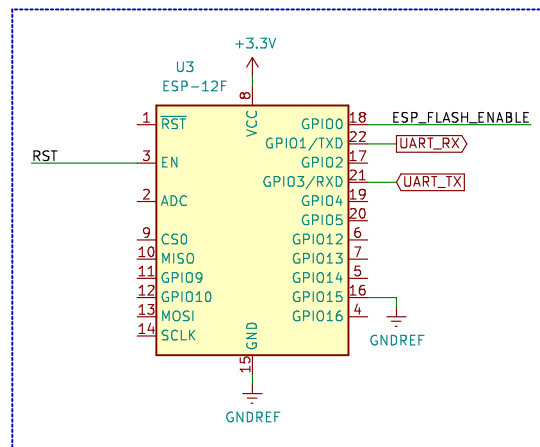 +3.3V
U3
ESP-12F
8
VCC
1 RST GPIO0 18 ESP_FLASH_ENABLE
GPIO1/TXD 22 UART_RX
RST 3 EN GPIO2 17
GPIO3/RXD 21 UART_TX
2 ADC GPIO4 19
GPIO5 20
9 CS0 GPIO12 6
10 MISO GPIO13 7
11 GPIO9 GPIO14 5
12 GPIO10 GPIO15 16
13 MOSI GPIO16 4
14 SCLK
GND
15
GNDREF
GNDREF